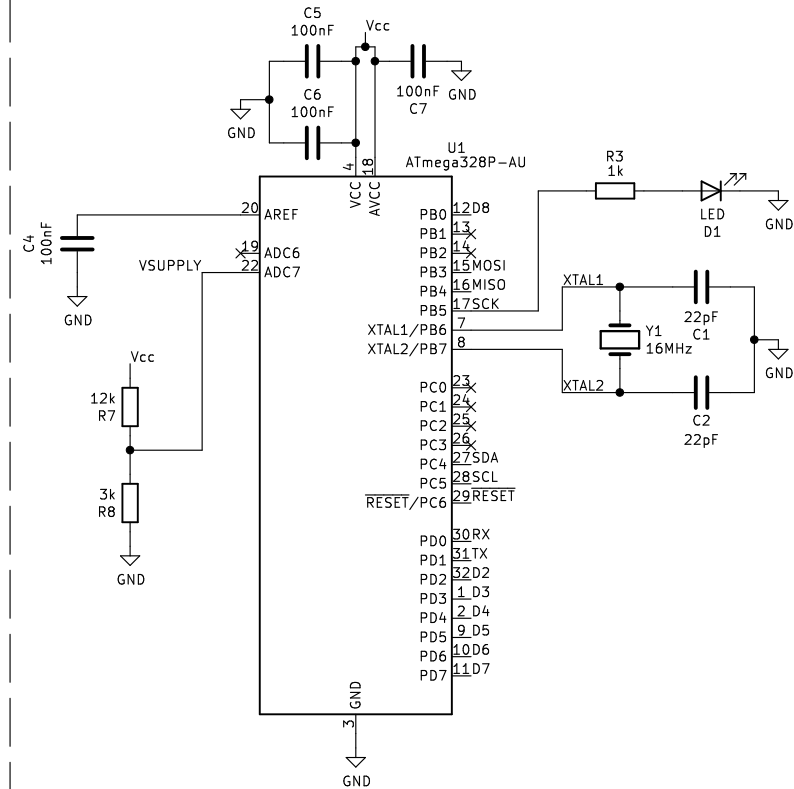 C5
100nF
Vcc
C6
100nF
100nF
C7
GND
GND
U1
ATmega328P-AU
4
18
VCC
AVCC
R3
1k
LED
D1
GND
C4
100nF
GND
20
AREF
19
ADC6
22
ADC7
VSUPPLY
Vcc
12k
R7
3k
R8
GND
PB0
12
D8
PB1
13
PB2
14
PB3
15
MOSI
PB4
16
MISO
PB5
17
SCK
XTAL1/PB6
7
XTAL2/PB7
8
XTAL1
XTAL2
Y1
16MHz
22pF
C1
C2
22pF
GND
PC0
23
PC1
24
PC2
25
PC3
26
PC4
27
SDA
PC5
28
SCL
RESET/PC6
29
RESET
PD0
30
RX
PD1
31
TX
PD2
32
D2
PD3
1
D3
PD4
2
D4
PD5
9
D5
PD6
10
D6
PD7
11
D7
GND
3
GND